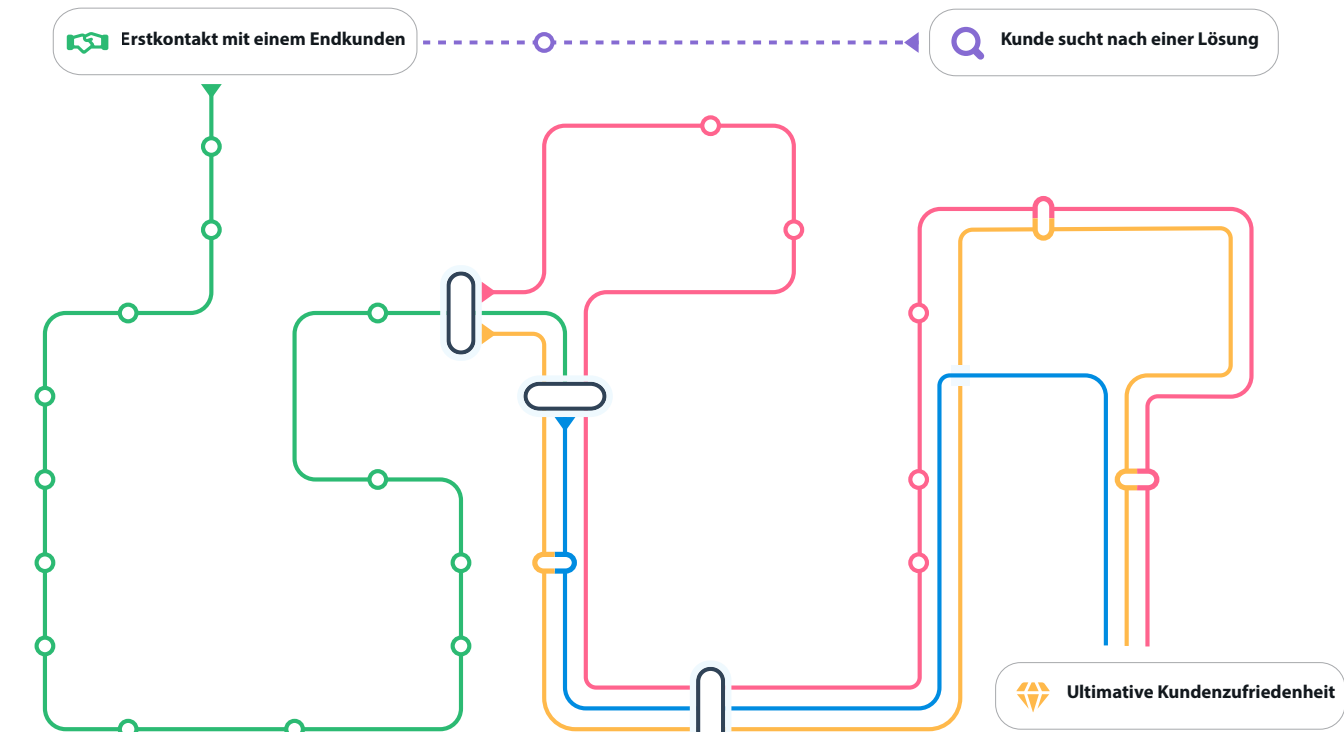 Erstkontakt mit einem Endkunden
Kunde sucht nach einer Lösung
Ultimative Kundenzufriedenheit